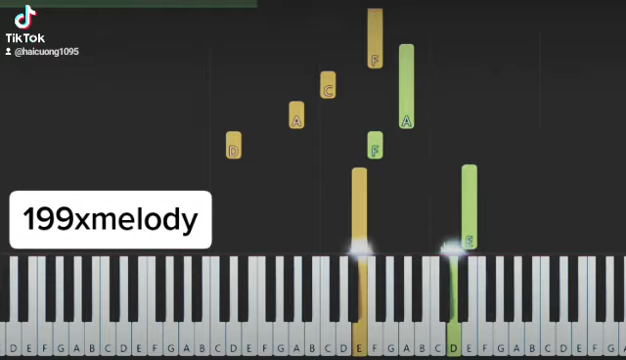 TikTok
@haicuong1095
F
C
A
A
D
F
199xmelody
E
D E F G A B C D E F G A B C D E F G A B C D E F G A B C D E F G A B C D E F G